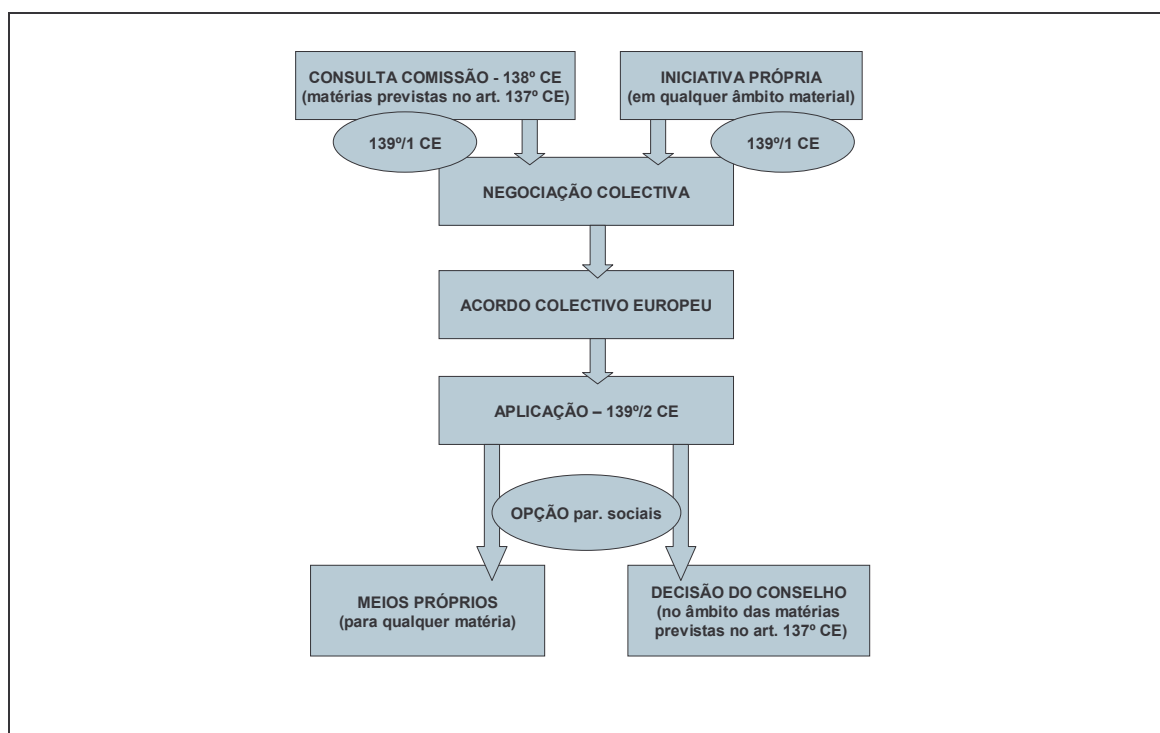 CONSULTA COMISSÃO - 138º CE
(matérias previstas no art. 137º CE)
INICIATIVA PRÓPRIA
(em qualquer âmbito material)
139º/1 CE
139º/1 CE
NEGOCIAÇÃO COLECTIVA
ACORDO COLECTIVO EUROPEU
APLICAÇÃO – 139º/2 CE
OPÇÃO par. sociais
MEIOS PRÓPRIOS
(para qualquer matéria)
DECISÃO DO CONSELHO
(no âmbito das matérias
previstas no art. 137º CE)